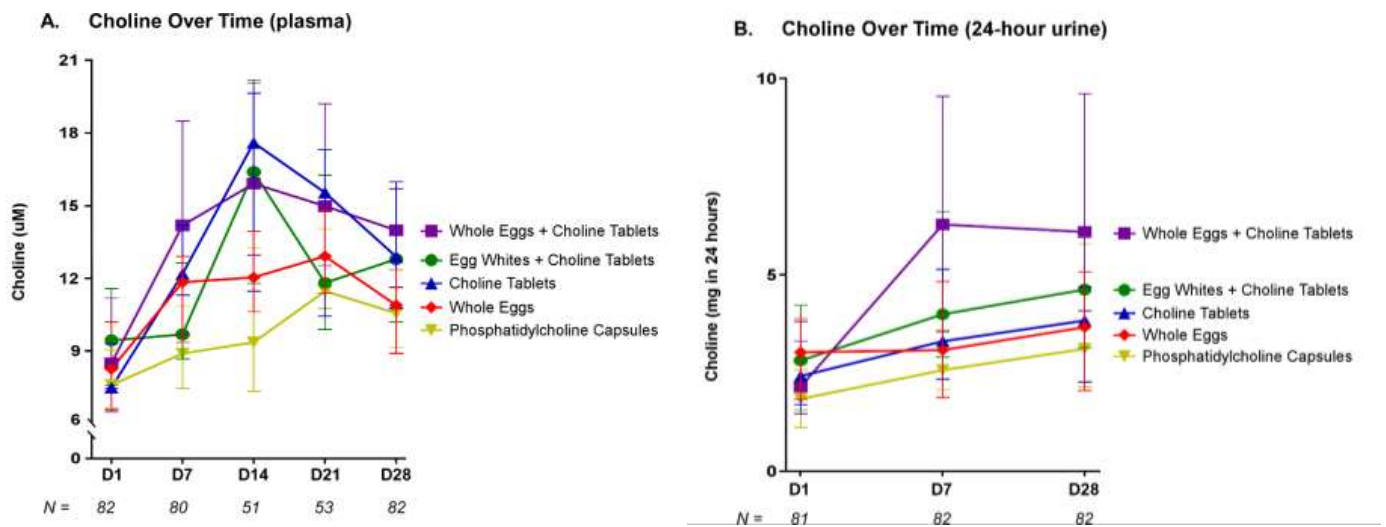 A. Choline Over Time (plasma)
21
18
15
12
9
6
0
Choline (uM)
D1 D7 D14 D21 D28
N = 82 80 51 53 82
Whole Eggs + Choline Tablets
Egg Whites + Choline Tablets
Choline Tablets
Whole Eggs
Phosphatidylcholine Capsules
B. Choline Over Time (24-hour urine)
10
5
0
Choline (mg in 24 hours)
D1 D7 D28
N = 81 82 82
Whole Eggs + Choline Tablets
Egg Whites + Choline Tablets
Choline Tablets
Whole Eggs
Phosphatidylcholine Capsules